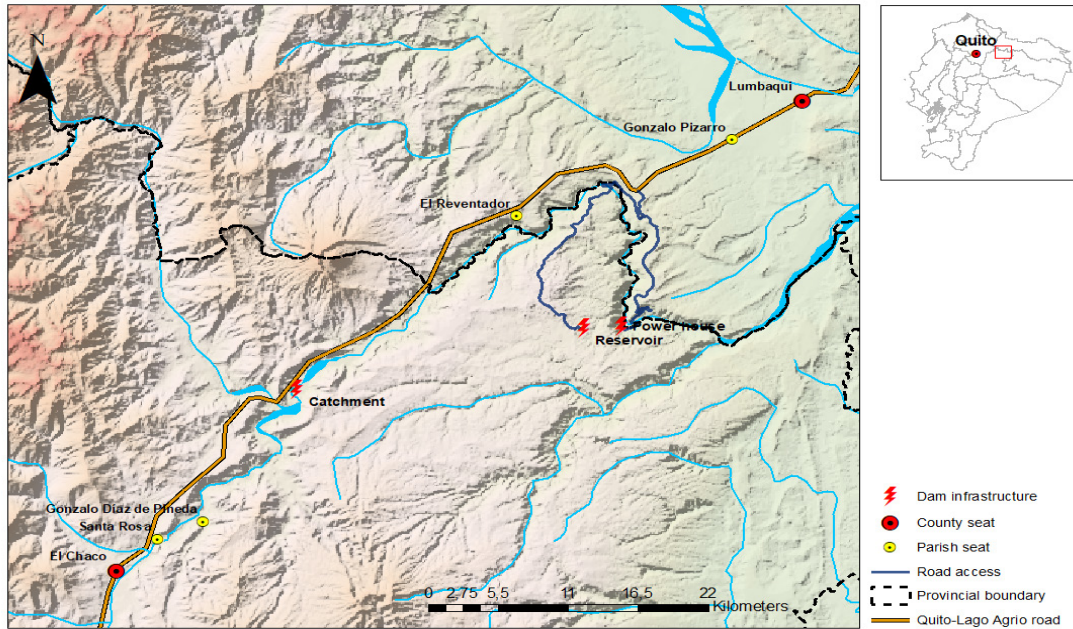 N
Lumbaqui
Gonzalo Pizarro
El Reventador
Power house
Reservoir
Catchment
Gonzalo Diaz de Pineda
Santa Rosa
El Chaco
0 2.75 5,5 11 16,5 22
Kilometers
Quito
Dam infrastructure
County seat
Parish seat
Road access
Provincial boundary
Quito-Lago Agrio road